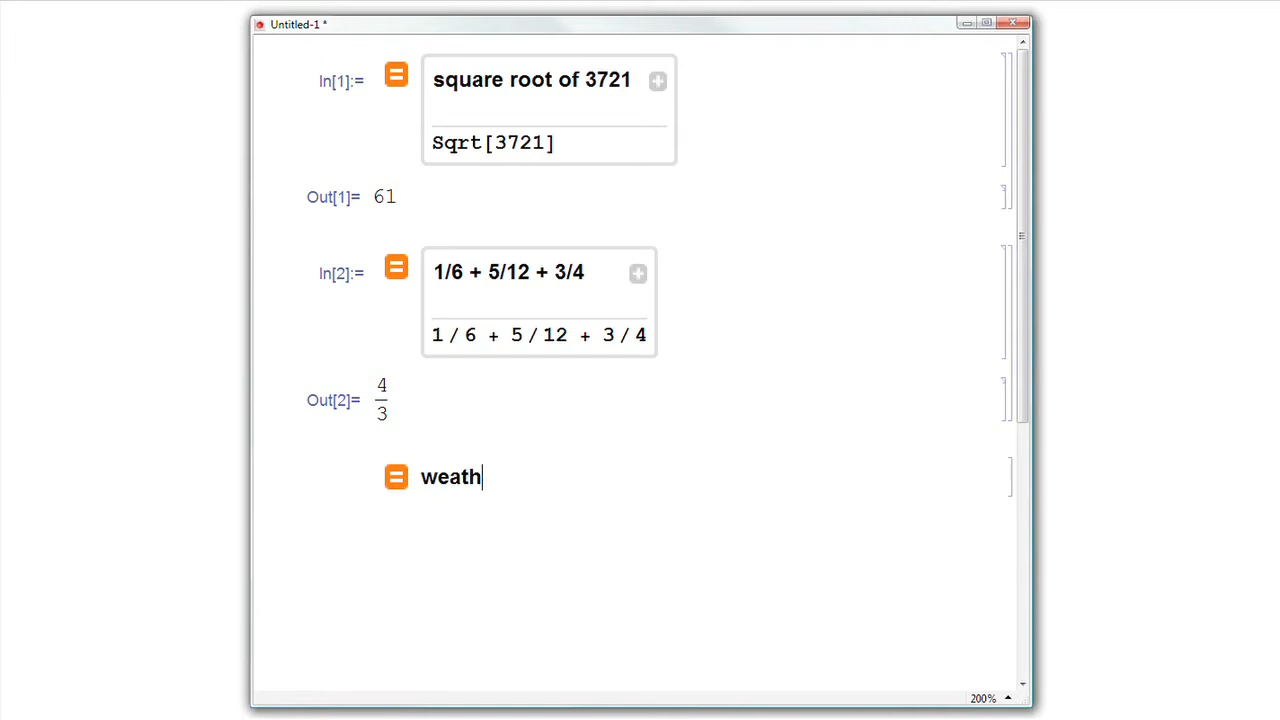 Untitled-1 *
In[1]:= square root of 3721
Sqrt[3721]
Out[1]= 61
In[2]:= 1/6 + 5/12 + 3/4
1 / 6 + 5 / 12 + 3 / 4
Out[2]= 4
3
weath
200%